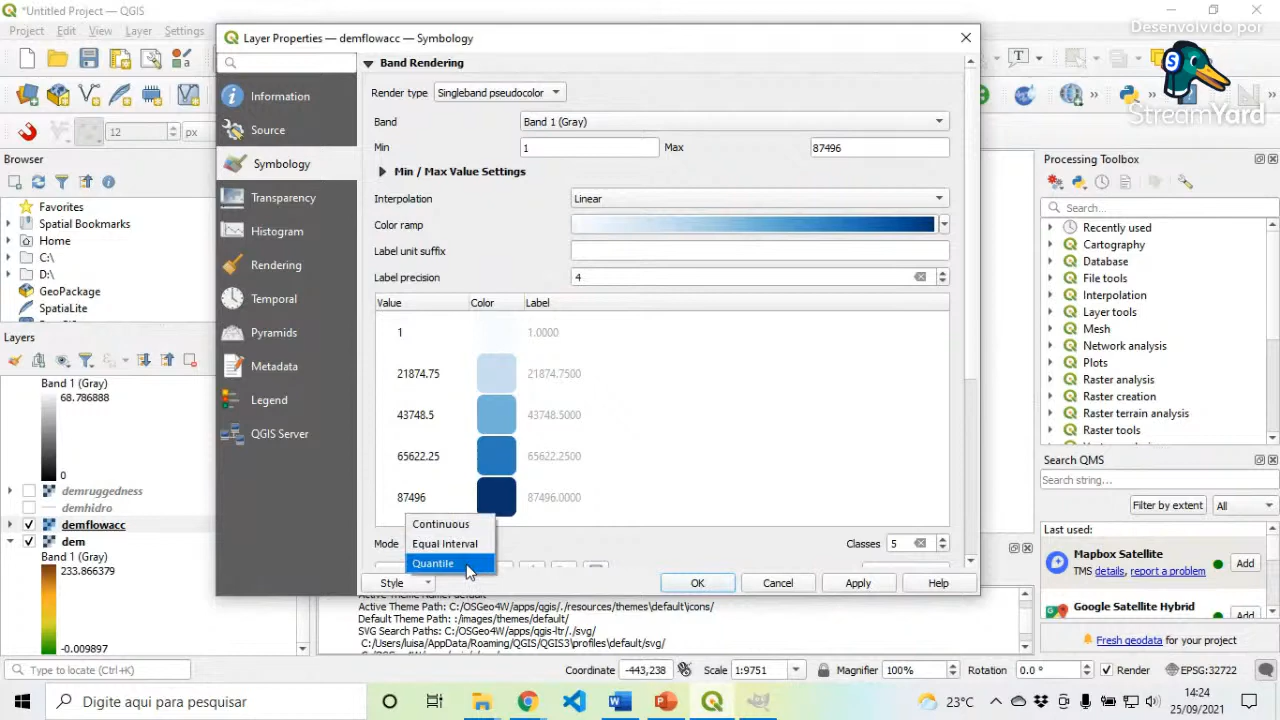 *Untitled Project — QGIS
Project Edit View Layer Settings
Desenvolvido por
StreamYard
12 px
T
Browser
Favorites
Spatial Bookmarks
Home
C:\
D:\
GeoPackage
SpatiaLite
Layers
Band 1 (Gray)
68.786888
0
demruggedness
demhidro
demflowacc
dem
Band 1 (Gray)
233.866379
-0.009897
Layer Properties — demflowacc — Symbology
Information
Source
Symbology
Transparency
Histogram
Rendering
Temporal
Pyramids
Metadata
Legend
QGIS Server
Band Rendering
Render type Singleband pseudocolor
Band Band 1 (Gray)
Min 1 Max 87496
Min / Max Value Settings
Interpolation Linear
Color ramp
Label unit suffix
Label precision 4
Value Color Label
1 1.0000
21874.75 21874.7500
43748.5 43748.5000
65622.25 65622.2500
87496 87496.0000
Continuous
Mode Equal Interval Classes 5
Quantile
Style OK Cancel Apply Help
Active Theme Path: C:/OSGeo4W/apps/qgis/./resources/themes\default\icons/
Default Theme Path: :/images/themes/default/
SVG Search Paths: C:/OSGeo4W/apps/qgis-ltr/./svg/
C:/Users/luisa/AppData/Roaming/QGIS/QGIS3\profiles\default/svg/
Processing Toolbox
Search...
Recently used
Cartography
Database
File tools
Interpolation
Layer tools
Mesh
Network analysis
Plots
Raster analysis
Raster creation
Raster terrain analysis
Raster tools
Search QMS
Search string...
Filter by extent All
Last used:
Mapbox Satellite
TMS details, report a problem Add
Google Satellite Hybrid
Add
Fresh geodata for your project
Type to locate (Ctrl+K) Coordinate -443,238 Scale 1:9751 Magnifier 100% Rotation 0.0 ° Render EPSG:32722
Digite aqui para pesquisar
23°C
14:24
25/09/2021